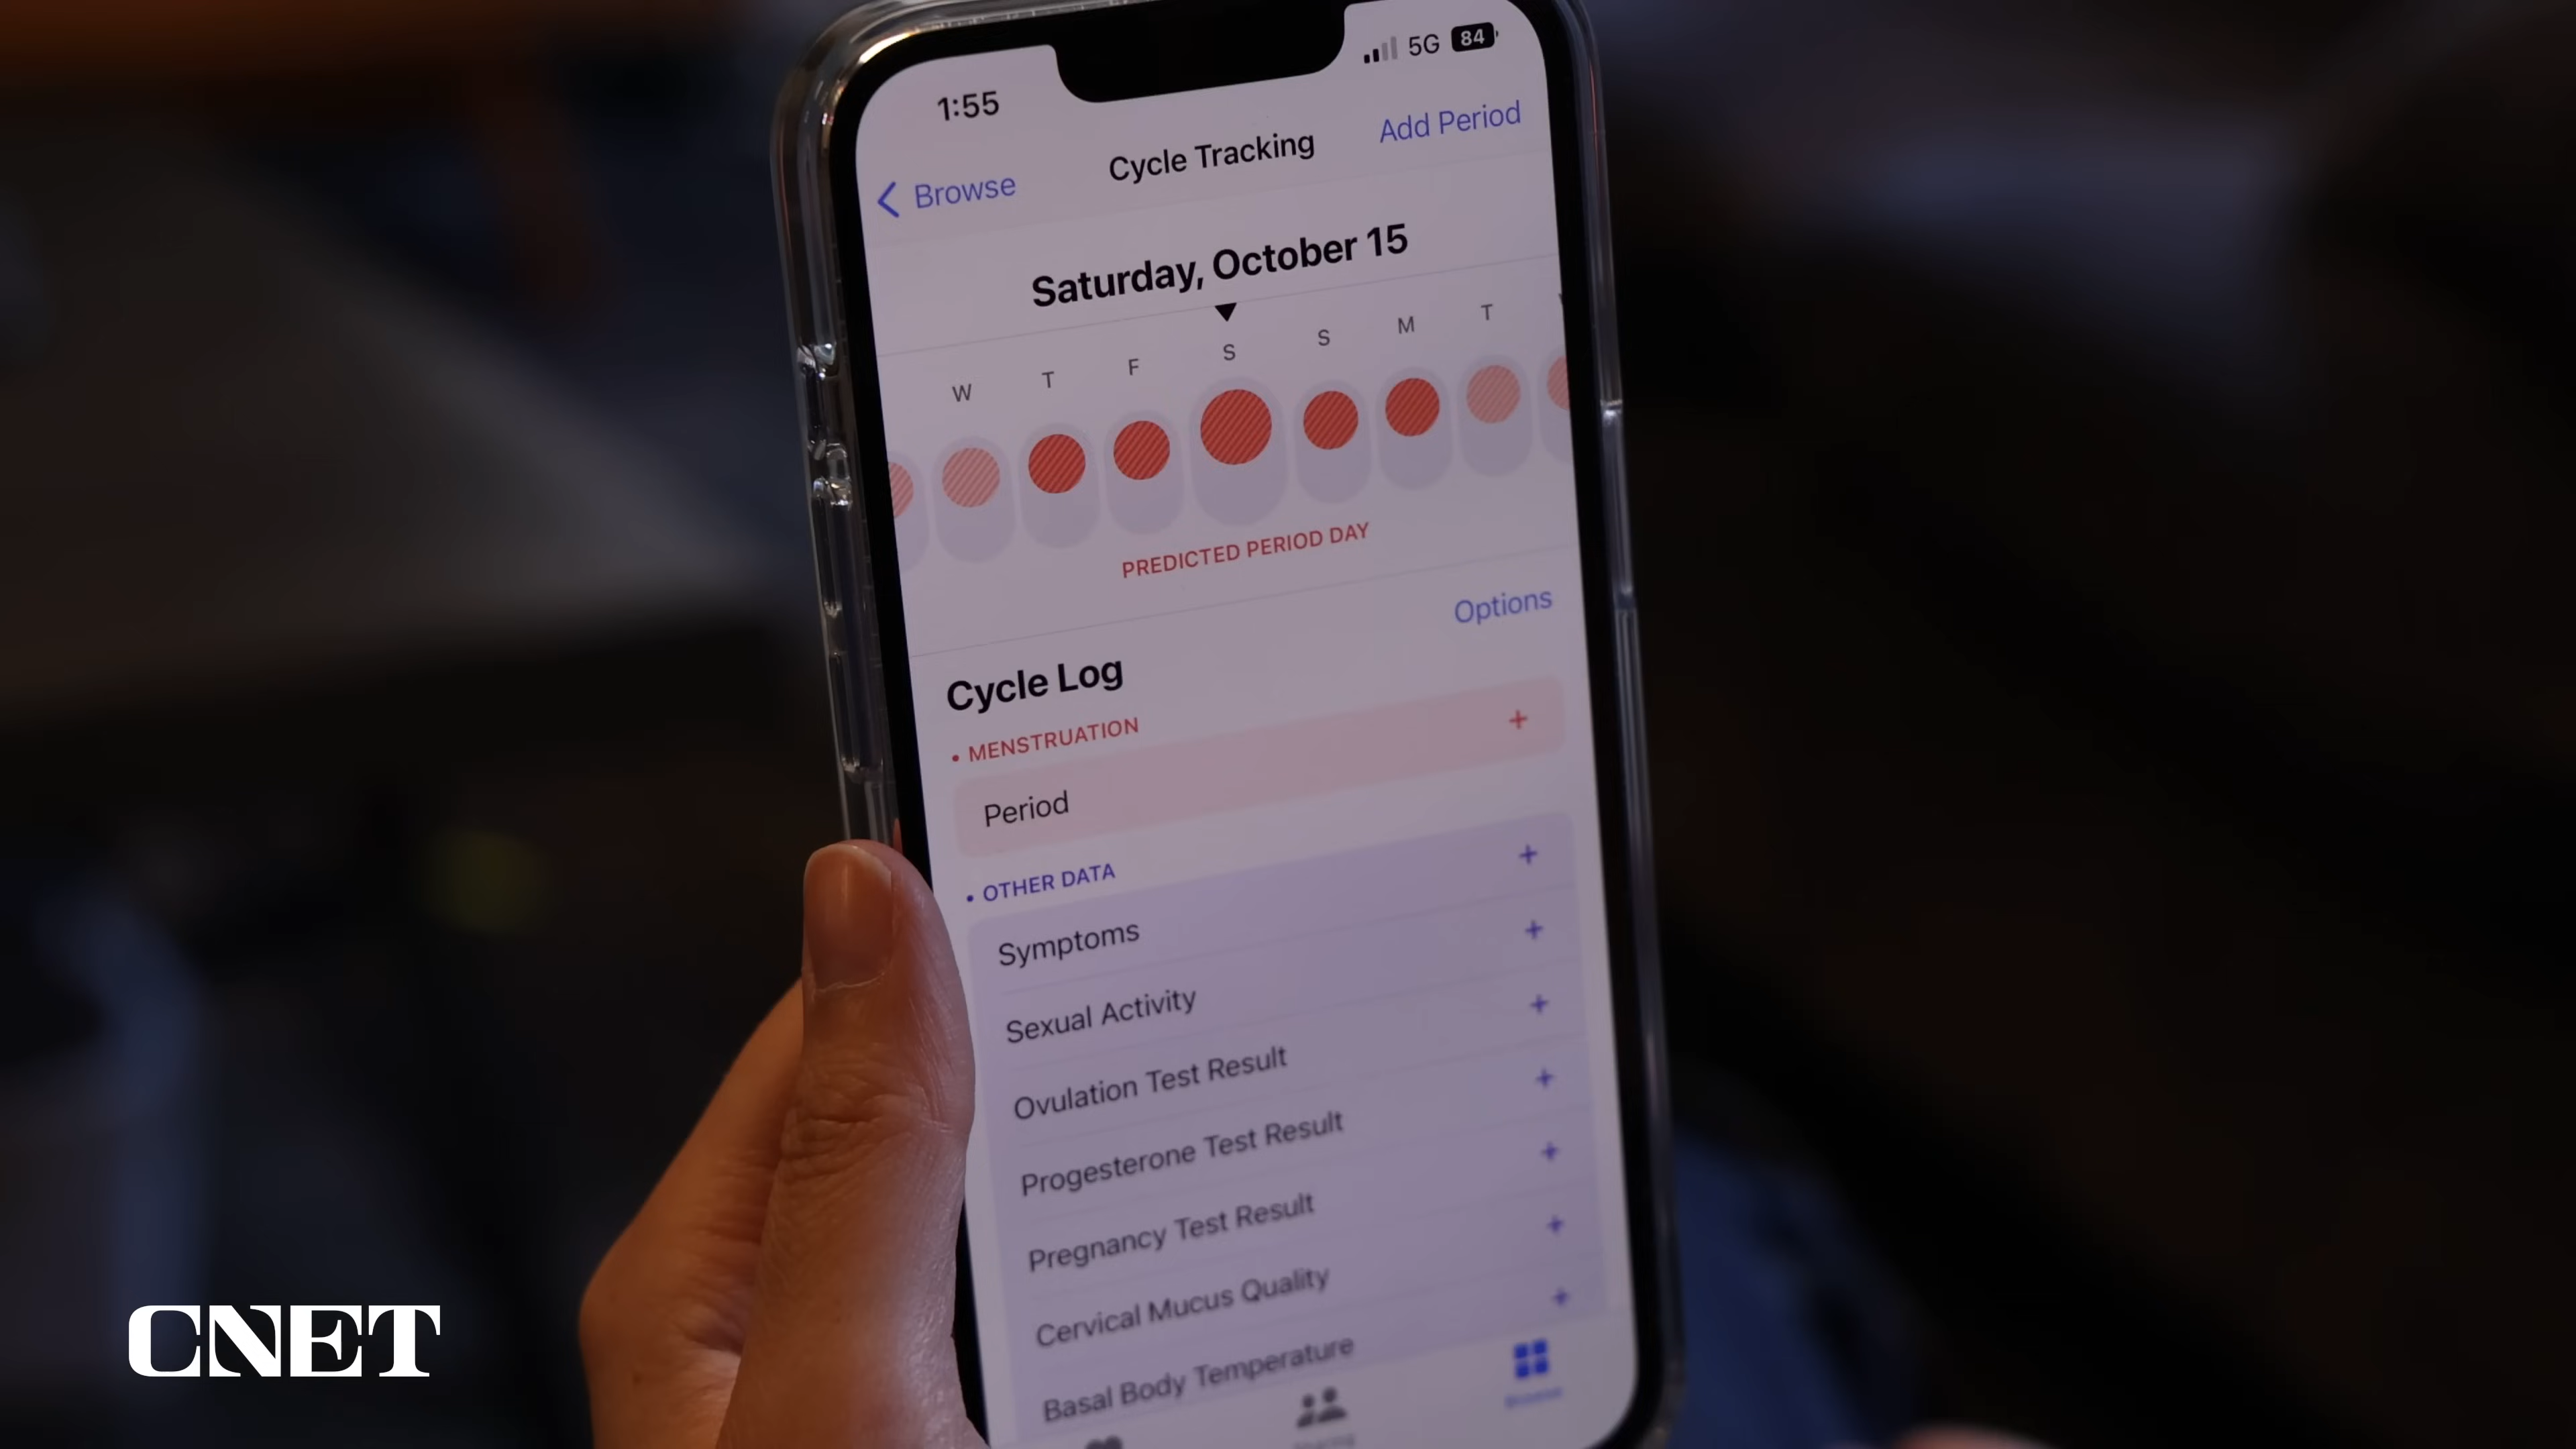 1:55
5G 84
Browse
Cycle Tracking
Add Period
Saturday, October 15
W T F S S M T
PREDICTED PERIOD DAY
Options
Cycle Log
• MENSTRUATION
Period
+
• OTHER DATA
Symptoms +
Sexual Activity +
Ovulation Test Result +
Progesterone Test Result +
Pregnancy Test Result +
Cervical Mucus Quality +
Basal Body Temperature +
Browse
CNET